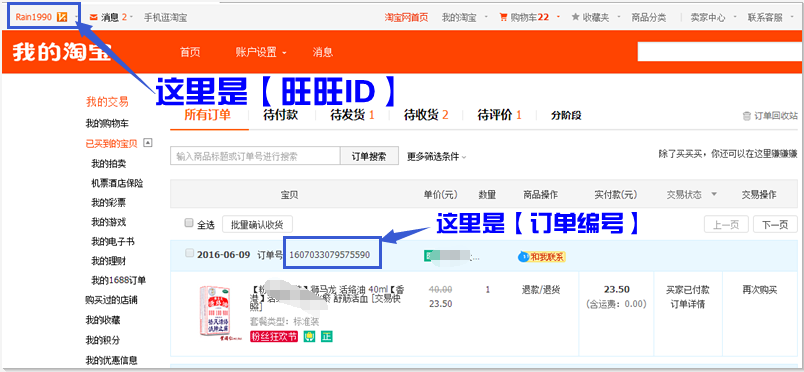 Rain1990 消息 2 手机逛淘宝 淘宝网首页 我的淘宝 购物车22 收藏夹 商品分类 卖家中心 联系客服
我的淘宝 首页 账户设置 消息
这里是【旺旺ID】
我的交易
我的购物车
已买到的宝贝
我的拍卖
机票酒店保险
我的彩票
我的游戏
我的电子书
我的理财
我的1688订单
购买过的店铺
我的收藏
我的积分
我的优惠信息
所有订单 待付款 待发货 1 待收货 2 待评价 1 分阶段 订单回收站
输入商品标题或订单号进行搜索 订单搜索 更多筛选条件 除了买买买，你还可以在这里赚赚赚
宝贝 单价(元) 数量 商品操作 实付款(元) 交易状态 交易操作
全选 批量确认收货 上一页 下一页
这里是【订单编号】
2016-06-09 订单号 1607033079575590 和我联系
狮马龙 活络油 40ml【香 40.00 1 退款/退货 23.50 买家已付款 再次购买
港】 舒筋活血 [交易快 23.50 (含运费：0.00) 订单详情
照]
套餐类型：标准装
粉丝狂欢节 正